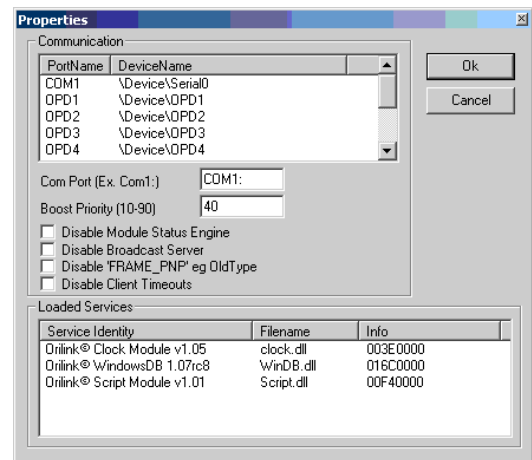 Properties
Communication
PortName DeviceName
COM1 \Device\Serial0
OPD1 \Device\OPD1
OPD2 \Device\OPD2
OPD3 \Device\OPD3
OPD4 \Device\OPD4
Ok
Cancel
Com Port (Ex. Com1:) COM1:
Boost Priority (10-90) 40
Disable Module Status Engine
Disable Broadcast Server
Disable 'FRAME_PNP' eg OldType
Disable Client Timeouts
Loaded Services
Service Identity Filename Info
Orilink© Clock Module v1.05 clock.dll 003E0000
Orilink© WindowsDB 1.07rc8 WinDB.dll 016C0000
Orilink© Script Module v1.01 Script.dll 00F40000